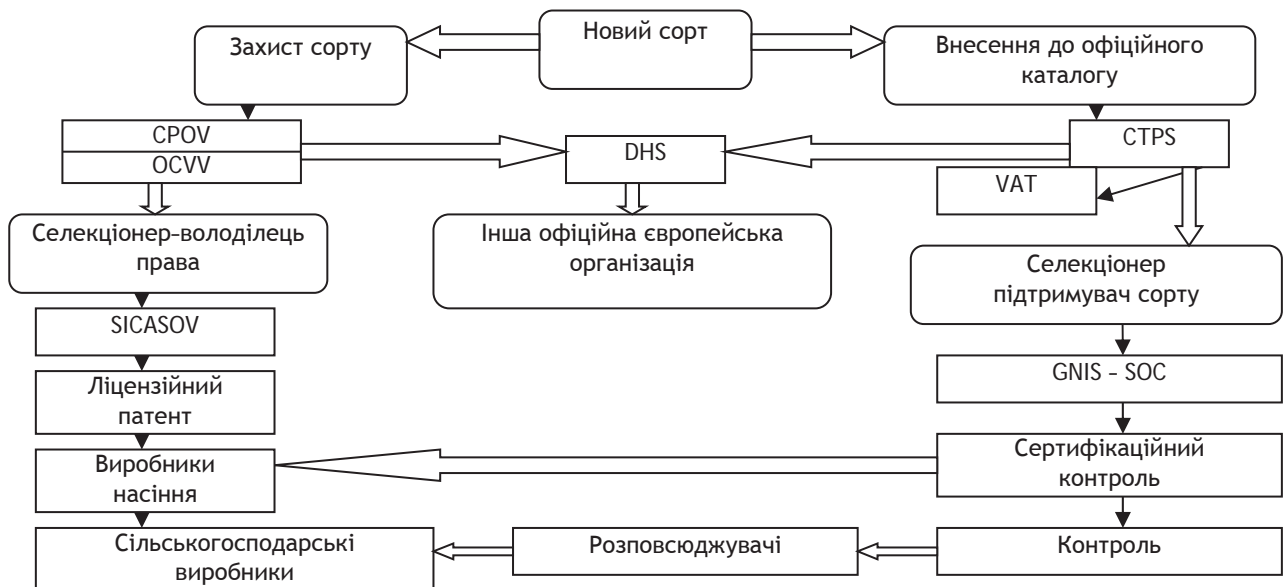 Захист сорту
Новий сорт
Внесення до офіційного
каталогу
CPOV
OCVV
DHS
CTPS
VAT
Селекціонер-володілець
права
Інша офіційна європейська
організація
Селекціонер
підтримувач сорту
SICASOV
GNIS - SOC
Ліцензійний
патент
Виробники
насіння
Сертифікаційний
контроль
Сільськогосподарські
виробники
Розповсюджувачі
Контроль